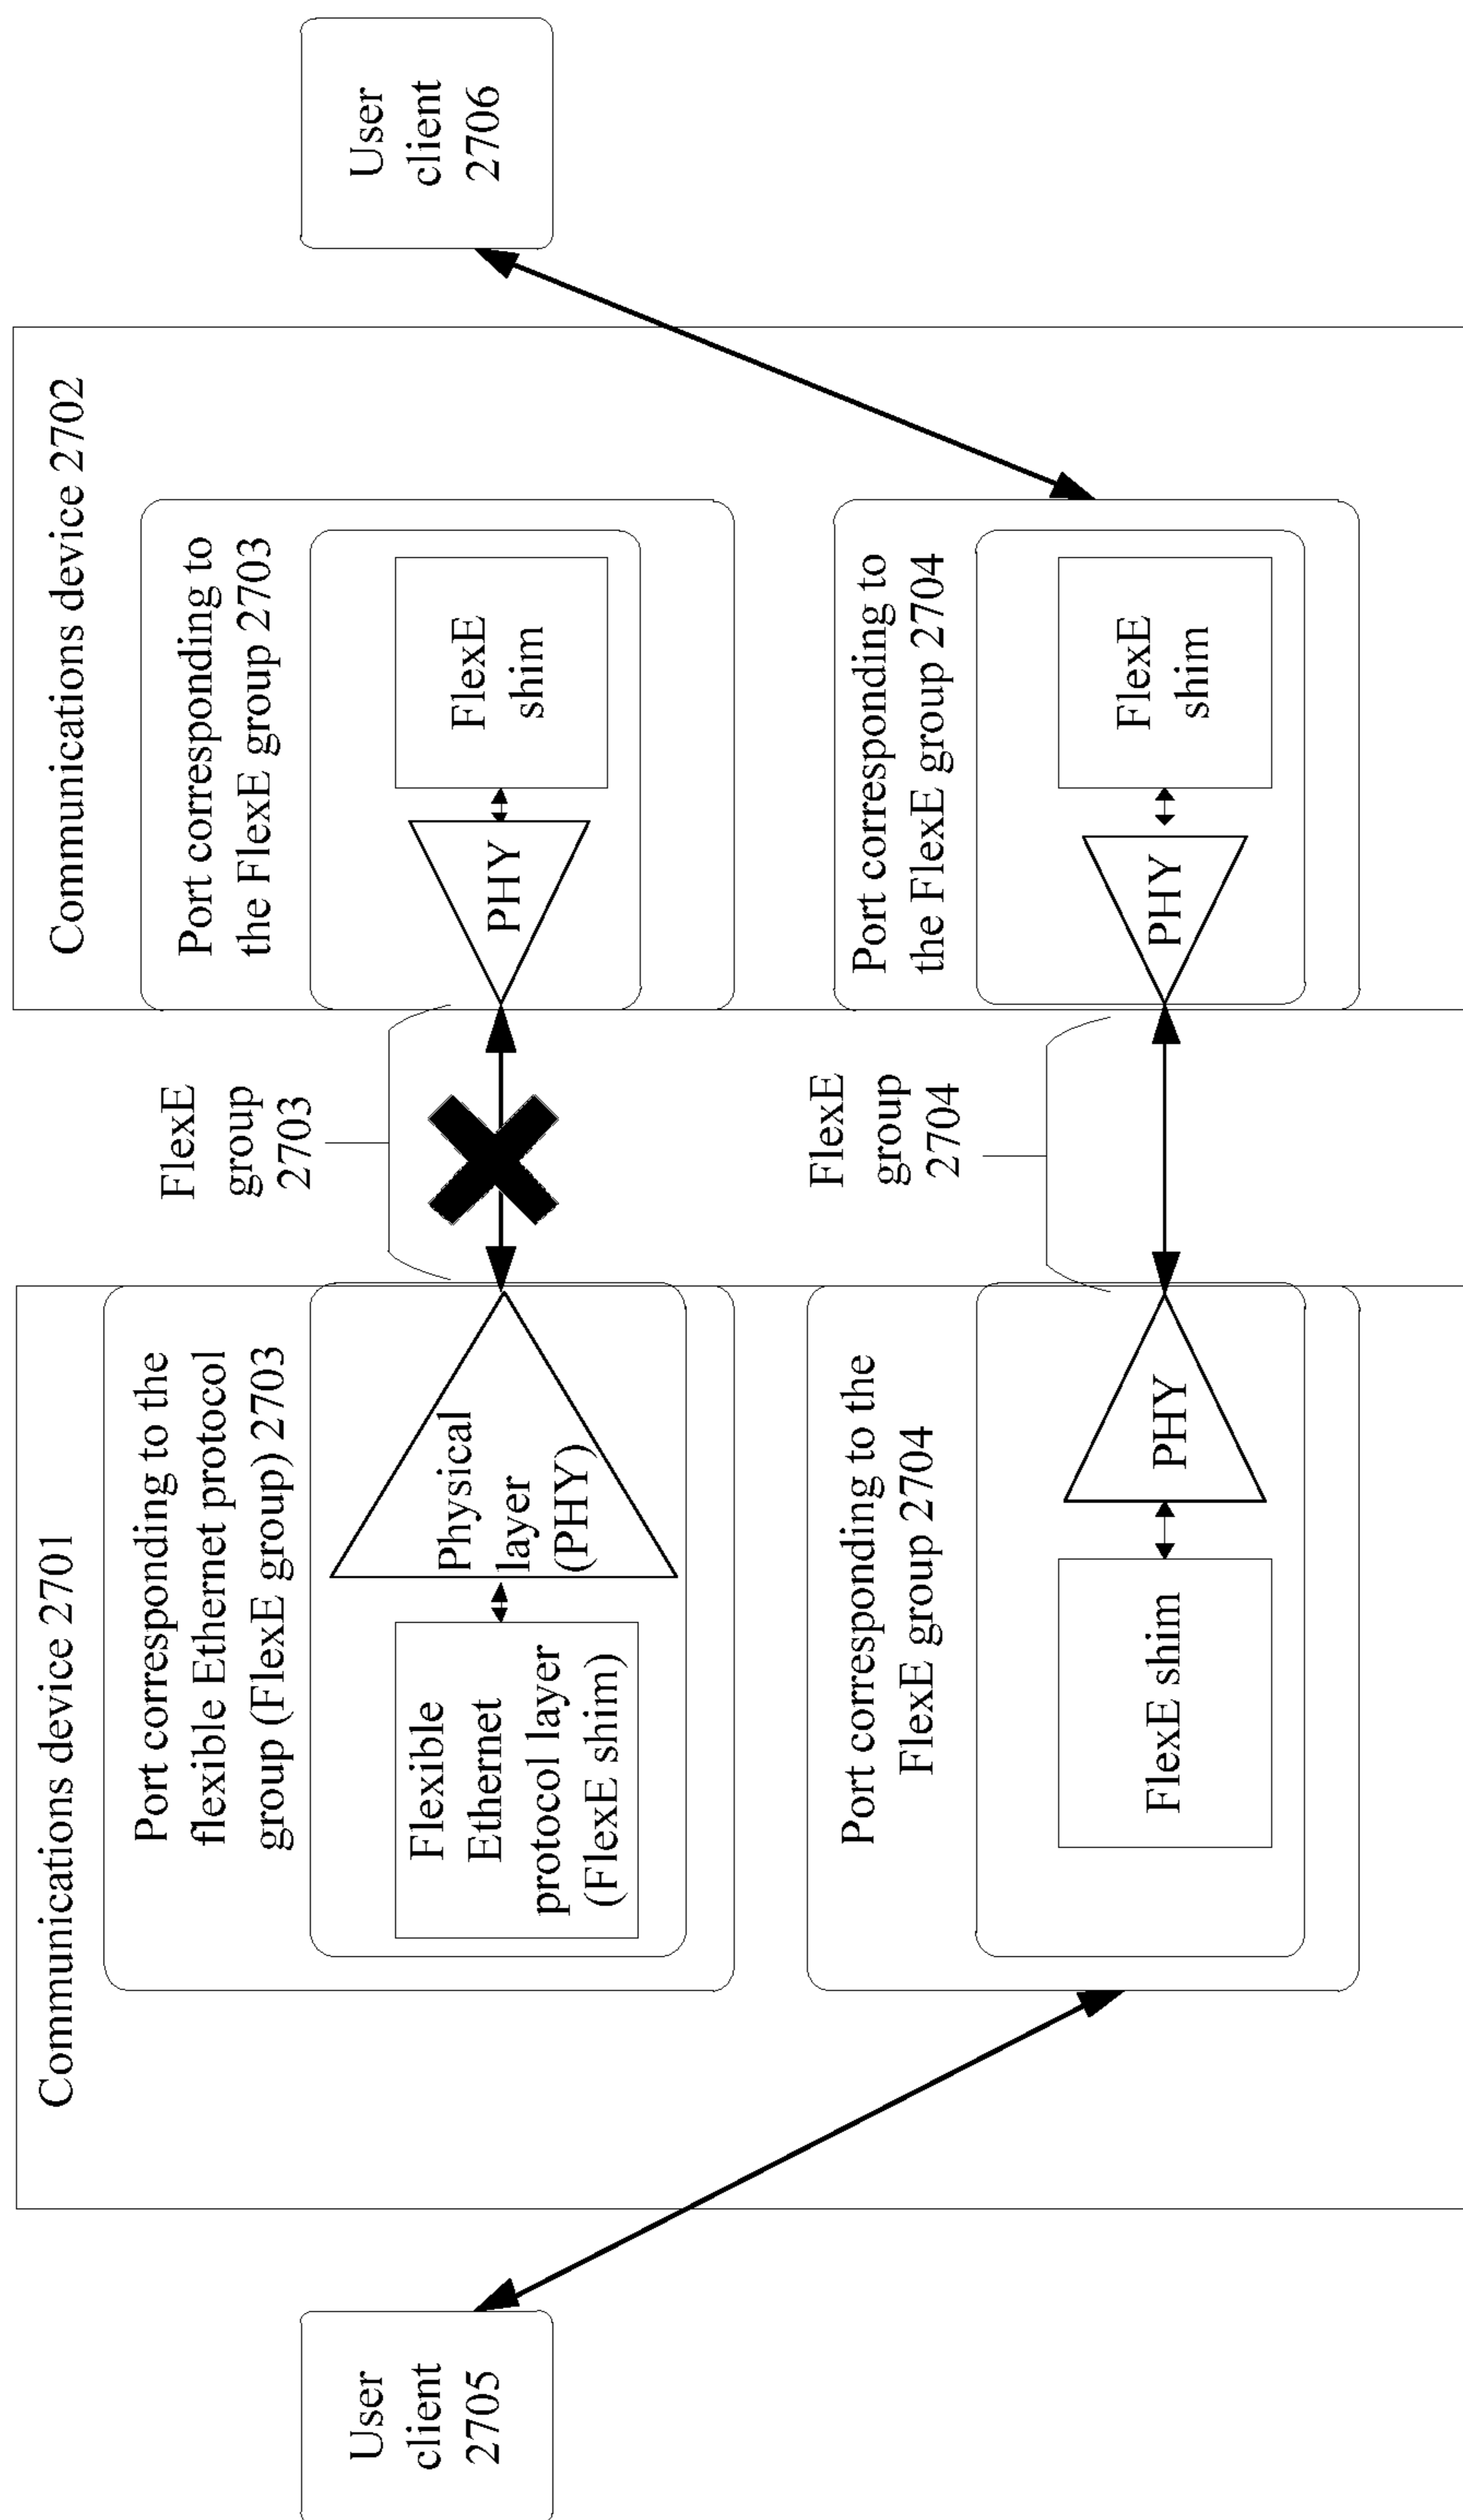 Communications device 2701
Port corresponding to the
flexible Ethernet protocol
group (FlexE group) 2703
Flexible
Ethernet
protocol layer
(FlexE shim)
Physical
layer
(PHY)
FlexE
group
2703
Communications device 2702
Port corresponding to
the FlexE group 2703
PHY
FlexE
shim
User
client
2705
User
client
2706
Port corresponding to the
FlexE group 2704
FlexE shim
PHY
FlexE
group
2704
Port corresponding to
the FlexE group 2704
PHY
FlexE
shim